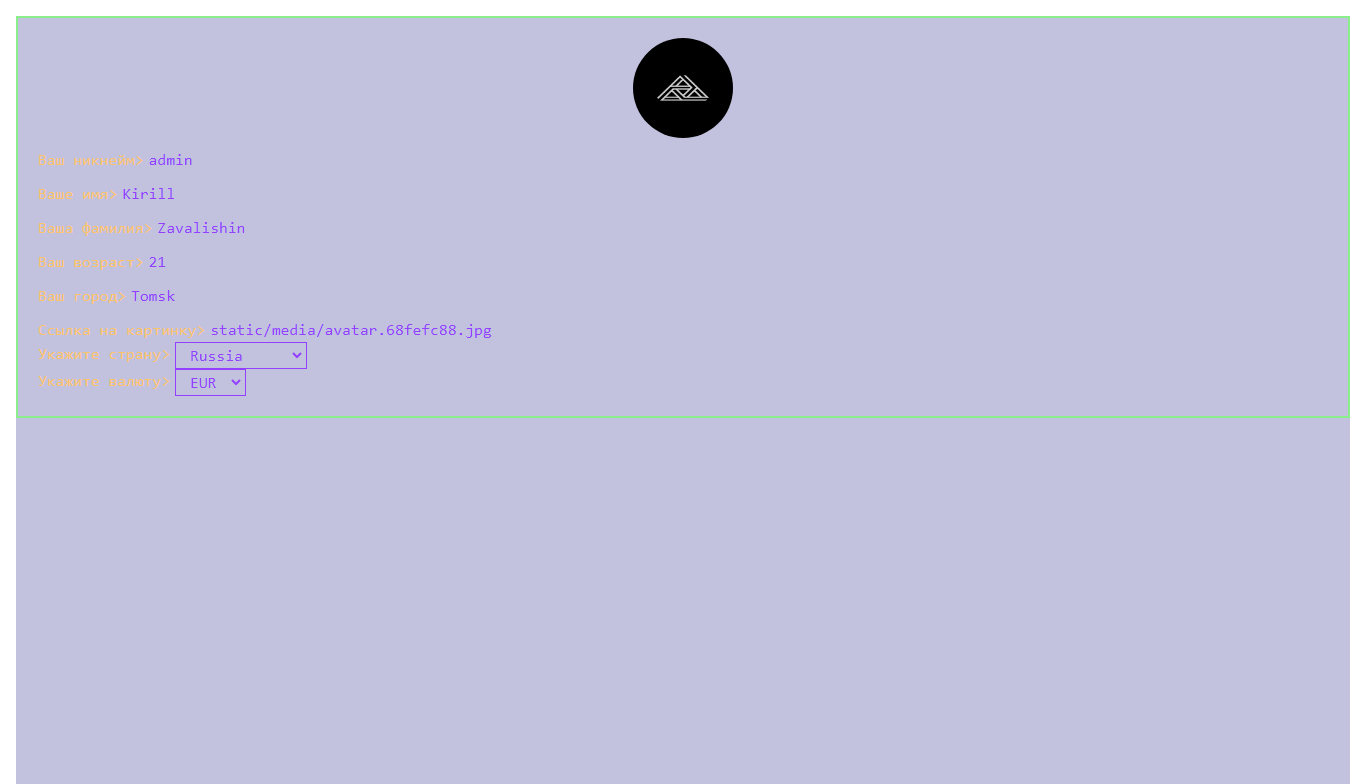 Ваш никнейм> admin
Ваше имя> Kirill
Ваша фамилия> Zavalishin
Ваш возраст> 21
Ваш город> Tomsk
Ссылка на картинку> static/media/avatar.68fefc88.jpg
Укажите страну> Russia
Укажите валюту> EUR